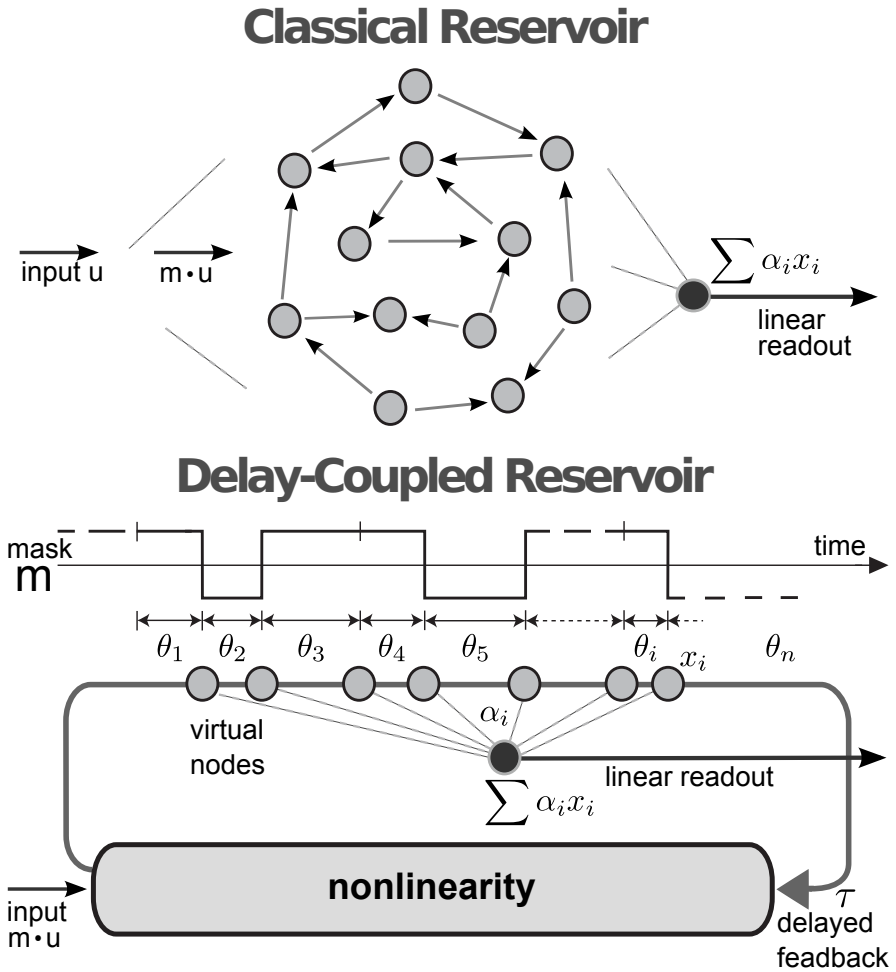 Classical Reservoir
input u
m·u
∑ αᵢxᵢ
linear
readout
Delay-Coupled Reservoir
mask
m
time
θ₁ θ₂ θ₃ θ₄ θ₅ θᵢ xᵢ θₙ
virtual
nodes
αᵢ
linear readout
∑ αᵢxᵢ
nonlinearity
input
m·u
τ
delayed
feadback